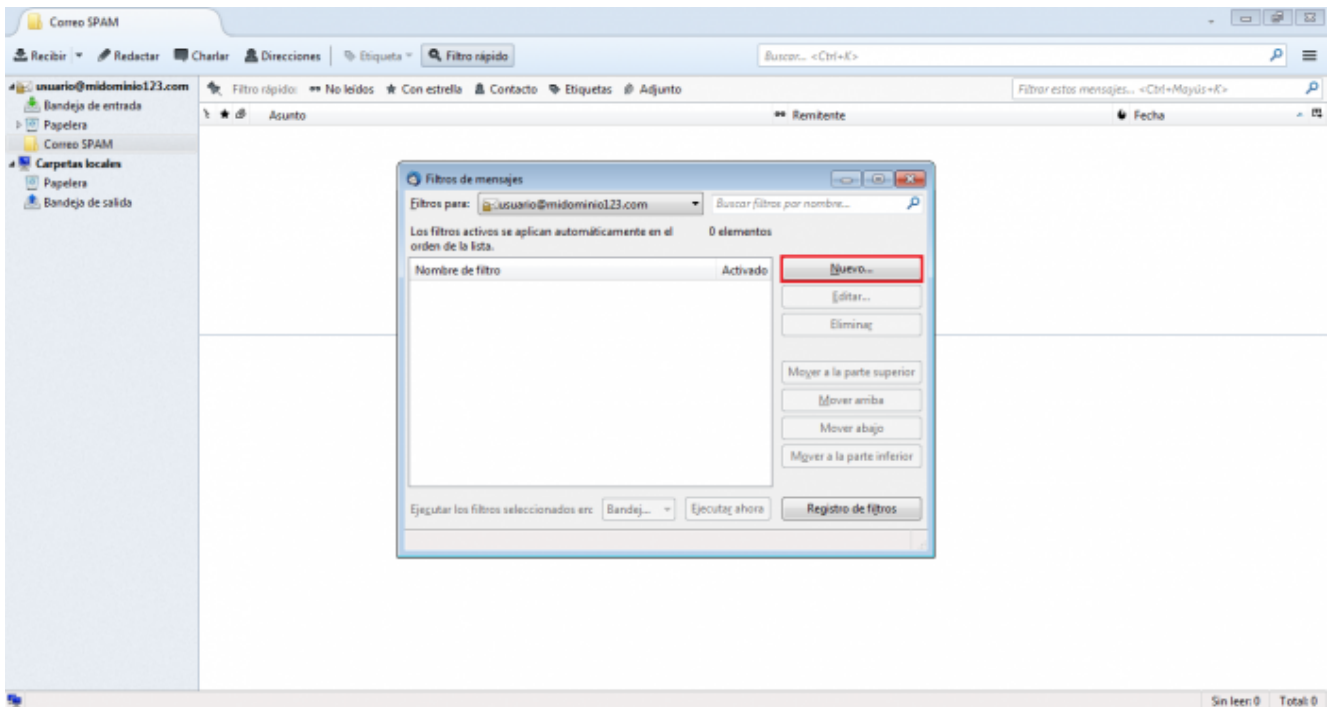 Correo SPAM
Recibir Redactar Charlar Direcciones Etiqueta Filtro rápido Buscar... <Ctrl+K>
usuario@midominio123.com
Bandeja de entrada
Papelera
Correo SPAM
Carpetas locales
Papelera
Bandeja de salida
Filtro rápido: No leídos Con estrella Contacto Etiquetas Adjunto Filtrar estos mensajes... <Ctrl+Mayús+K>
Asunto Remitente Fecha
Filtros de mensajes
Filtros para: usuario@midominio123.com Buscar filtros por nombre...
Los filtros activos se aplican automáticamente en el 0 elementos
orden de la lista.
Nombre de filtro Activado
Nuevo...
Editar...
Eliminar
Mover a la parte superior
Mover arriba
Mover abajo
Mover a la parte inferior
Ejecutar los filtros seleccionados en: Bandej... Ejecutar ahora Registro de filtros
Sin leer: 0 Total: 0